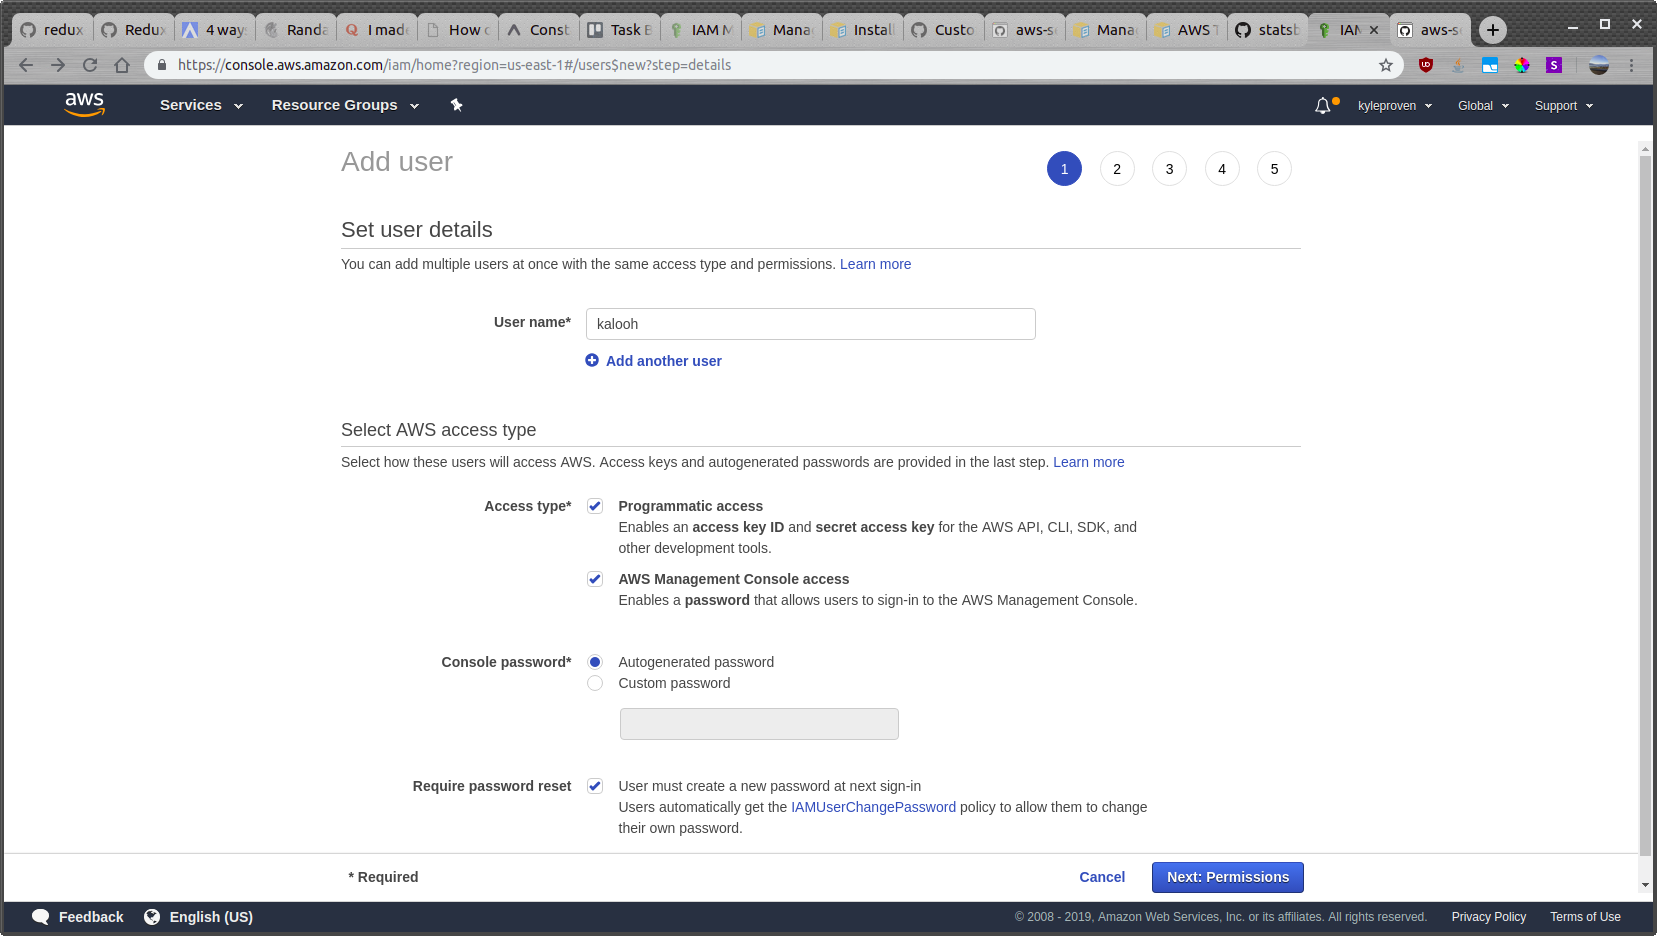 redux
Redux
4 way
Randa
I made
How c
Const
Task B
IAM M
Mana
Instal
Custo
aws-s
Mana
AWS T
statsb
IAM
aws-s
https://console.aws.amazon.com/iam/home?region=us-east-1#/users$new?step=details
aws
Services
Resource Groups
kyleproven
Global
Support
Add user
1
2
3
4
5
Set user details
You can add multiple users at once with the same access type and permissions. Learn more
User name*
kalooh
Add another user
Select AWS access type
Select how these users will access AWS. Access keys and autogenerated passwords are provided in the last step. Learn more
Access type*
Programmatic access
Enables an access key ID and secret access key for the AWS API, CLI, SDK, and
other development tools.
AWS Management Console access
Enables a password that allows users to sign-in to the AWS Management Console.
Console password*
Autogenerated password
Custom password
Require password reset
User must create a new password at next sign-in
Users automatically get the IAMUserChangePassword policy to allow them to change
their own password.
* Required
Cancel
Next: Permissions
Feedback
English (US)
© 2008 - 2019, Amazon Web Services, Inc. or its affiliates. All rights reserved.
Privacy Policy
Terms of Use